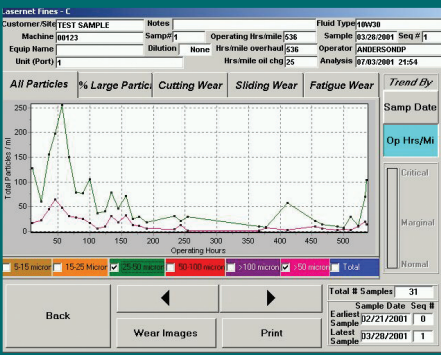 Lasernet Fines - C
Customer/Site TEST SAMPLE Notes Fluid Type 10W30
Machine 00123 Samp# 1 Operating Hrs/mile 536 Sample 03/28/2001 Seq # 1
Equip Name Dilution None Hrs/mile overhaul 536 Operator ANDERSONDP
Unit (Port) 1 Hrs/mile oil chg 25 Analysis 07/03/2001 21:54
All Particles % Large Partic Cutting Wear Sliding Wear Fatigue Wear Trend By
Samp Date
Op Hrs/Mi
Critical
Marginal
Normal
Total Particles / ml
250
200
150
100
50
0
50 100 150 200 250 300 350 400 450 500
Operating Hours
5-15 micron 15-25 Micron 25-50 micron 50-100 micron >100 micron >50 micron Total
Back
Wear Images Print
Total # Samples 31
Sample Date Seq #
Earliest Sample 02/21/2001 0
Latest Sample 03/28/2001 1